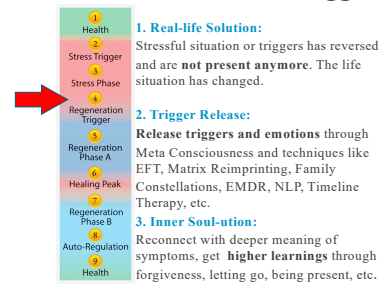 1
Health
2
Stress Trigger
3
Stress Phase
4
Regeneration
Trigger
5
Regeneration
Phase A
6
Healing Peak
7
Regeneration
Phase B
8
Auto-Regulation
9
Health
1. Real-life Solution:
Stressful situation or triggers has reversed
and are not present anymore. The life
situation has changed.
2. Trigger Release:
Release triggers and emotions through
Meta Consciousness and techniques like
EFT, Matrix Reimprinting, Family
Constellations, EMDR, NLP, Timeline
Therapy, etc.
3. Inner Soul-ution:
Reconnect with deeper meaning of
symptoms, get higher learnings through
forgiveness, letting go, being present, etc.